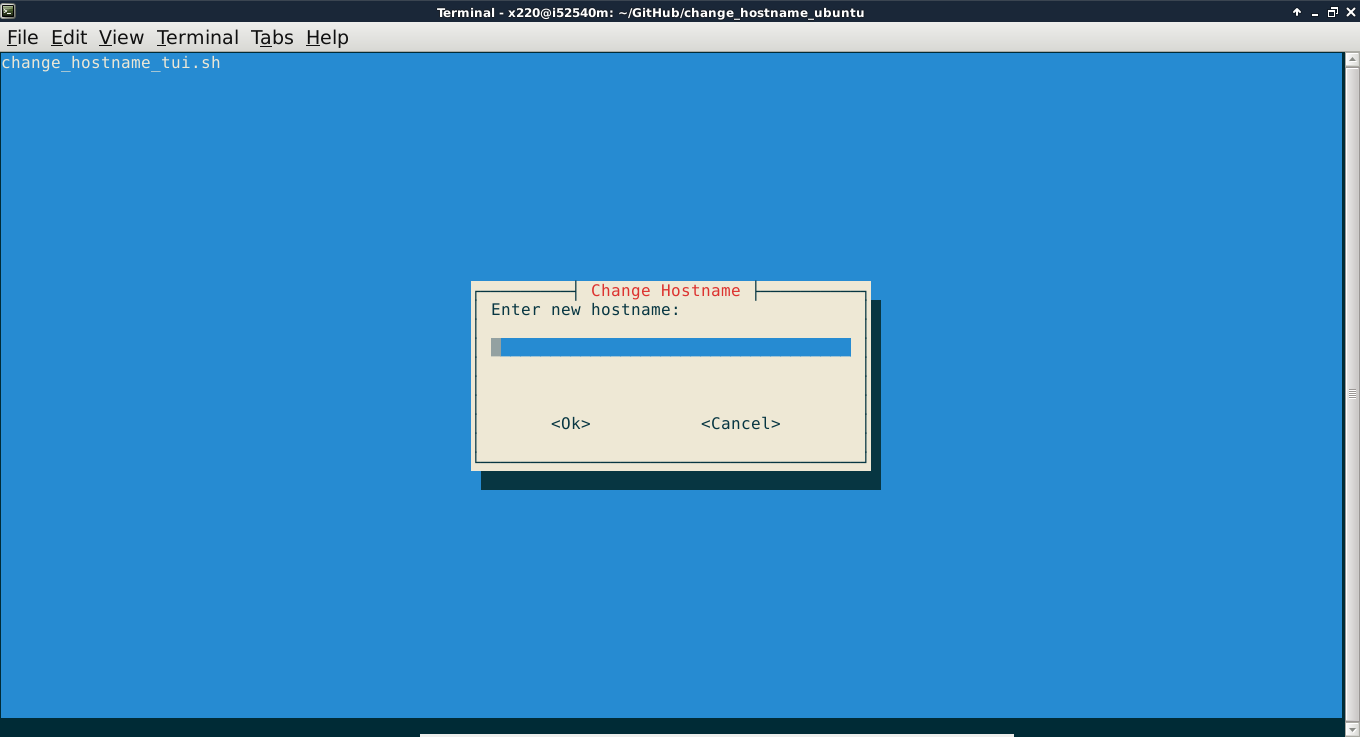 Terminal - x220@i52540m: ~/GitHub/change_hostname_ubuntu
File Edit View Terminal Tabs Help
change_hostname_tui.sh
Change Hostname
Enter new hostname:
<Ok> <Cancel>